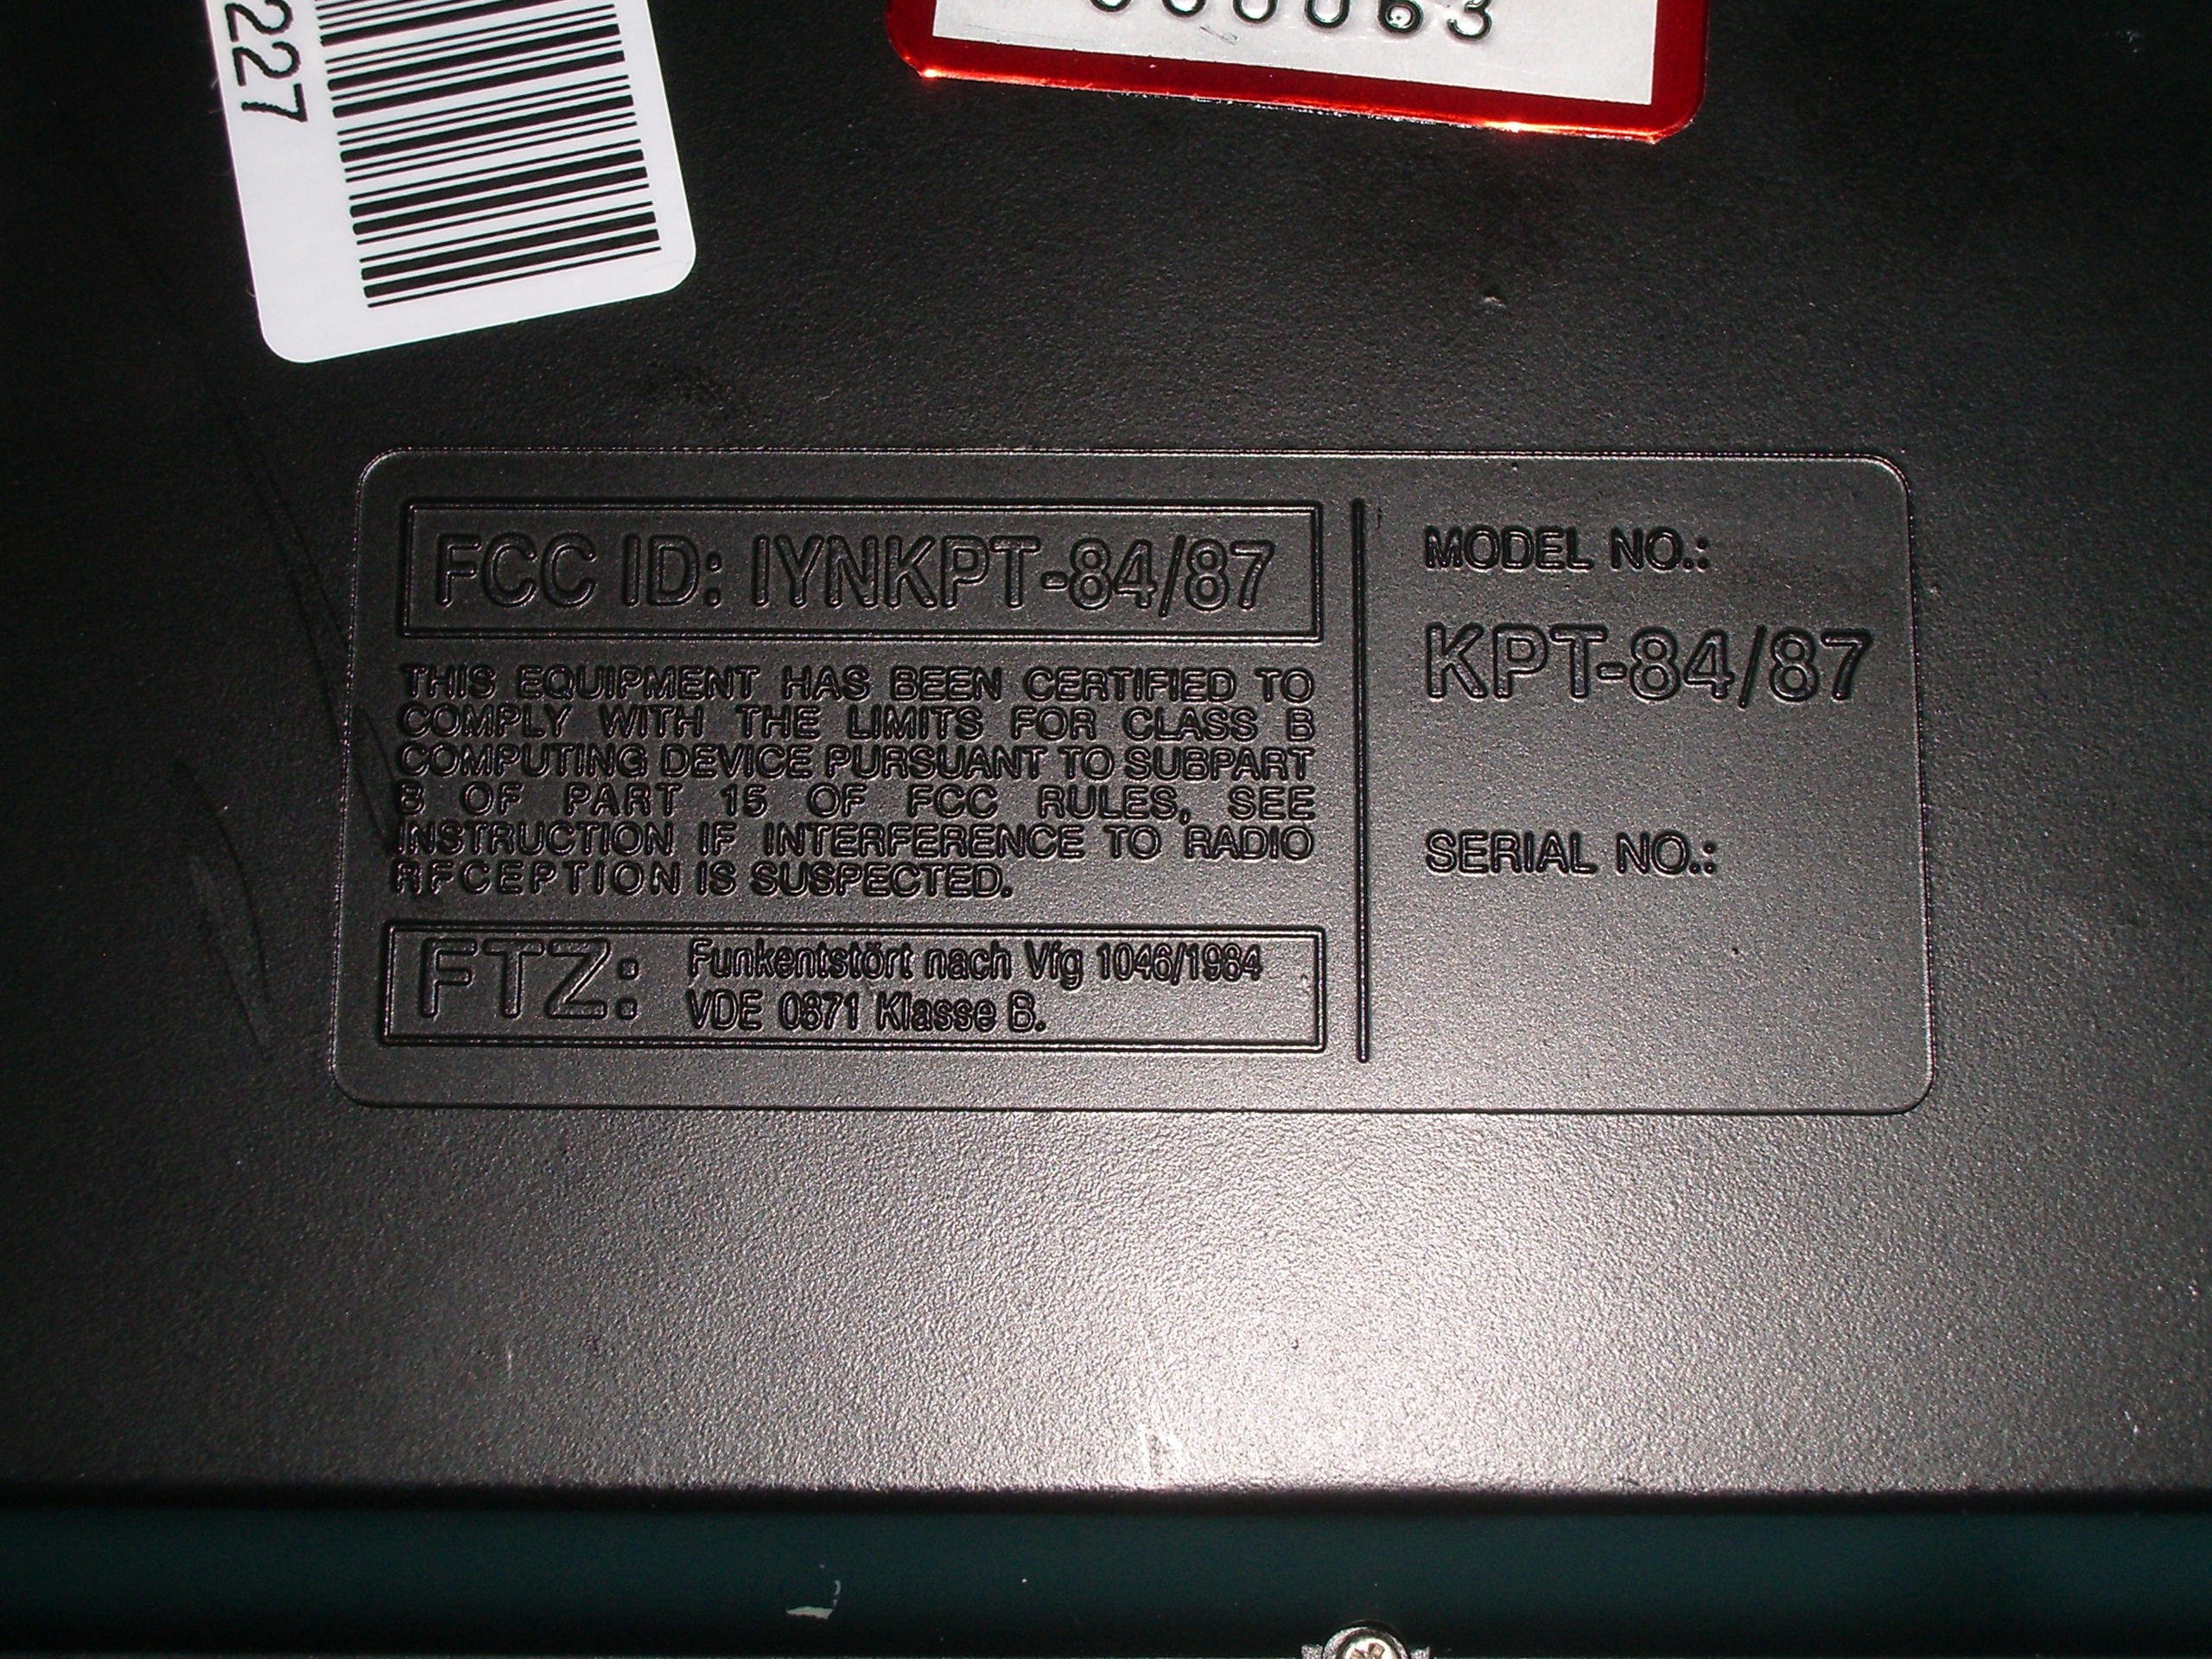 227
63
FCC ID: IYNKPT-84/87
THIS EQUIPMENT HAS BEEN CERTIFIED TO
COMPLY WITH THE LIMITS FOR CLASS B
COMPUTING DEVICE PURSUANT TO SUBPART
B OF PART 15 OF FCC RULES, SEE
INSTRUCTION IF INTERFERENCE TO RADIO
RECEPTION IS SUSPECTED.
FTZ: Funkentstört nach Vfg 1046/1984
VDE 0871 Klasse B.
MODEL NO.:
KPT-84/87
SERIAL NO.: